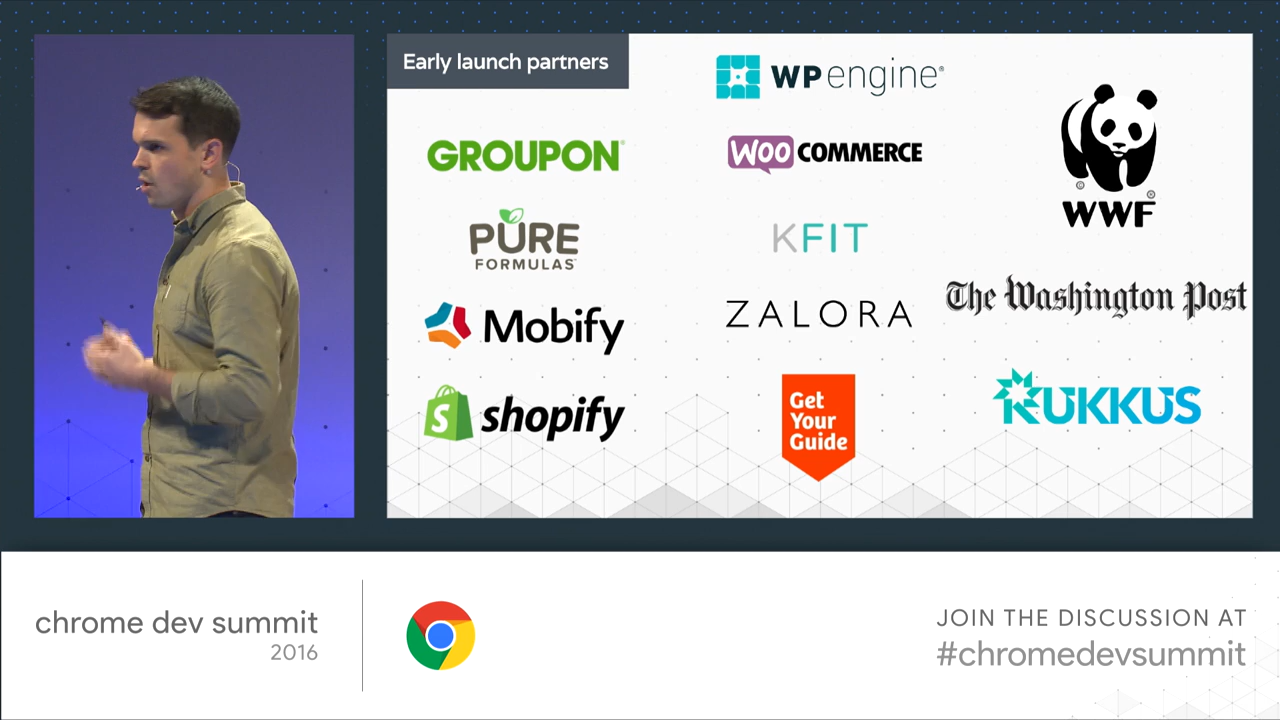 Early launch partners
WP engine®
GROUPON®
WOO COMMERCE
© ®
WWF
PURE
FORMULAS
KFIT
The Washington Post
Mobify
ZALORA
S shopify
Get
Your
Guide
RUKKUS
chrome dev summit
2016
JOIN THE DISCUSSION AT
#chromedevsummit